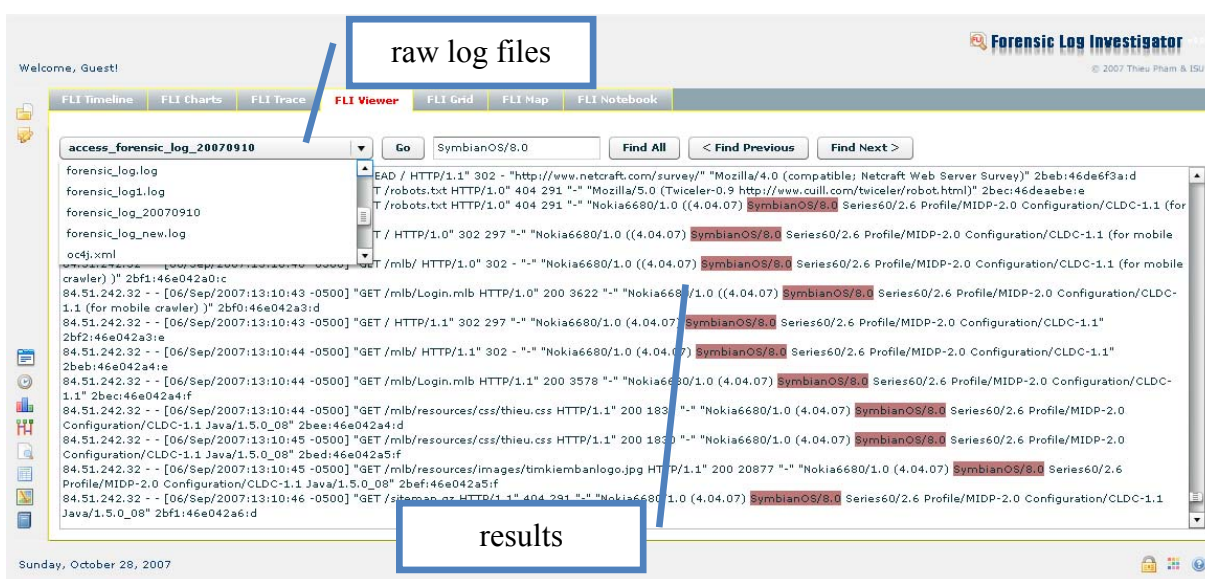 raw log files
Forensic Log Investigator
Welcome, Guest!
© 2007 Thieu Pham & ISU
FLI Timeline FLI Charts FLI Trace FLI Viewer FLI Grid FLI Map FLI Notebook
access_forensic_log_20070910 Go SymbianOS/8.0 Find All < Find Previous Find Next >
forensic_log.log
forensic_log1.log
forensic_log_20070910
forensic_log_new.log
oc4j.xml
EAD / HTTP/1.1" 302 - "http://www.netcraft.com/survey/" "Mozilla/4.0 (compatible; Netcraft Web Server Survey)" 2beb:46de6f3a:d
T /robots.txt HTTP/1.0" 404 291 "-" "Mozilla/5.0 (Twiceler-0.9 http://www.cuill.com/twiceler/robot.html)" 2bec:46deaebe:e
T /robots.txt HTTP/1.0" 404 291 "-" "Nokia6680/1.0 ((4.04.07) SymbianOS/8.0 Series60/2.6 Profile/MIDP-2.0 Configuration/CLDC-1.1 (for
T / HTTP/1.0" 302 297 "-" "Nokia6680/1.0 ((4.04.07) SymbianOS/8.0 Series60/2.6 Profile/MIDP-2.0 Configuration/CLDC-1.1 (for mobile
84.51.242.32 - - [06/Sep/2007:13:10:40 -0500] "GET /mlb/ HTTP/1.0" 302 - "-" "Nokia6680/1.0 ((4.04.07) SymbianOS/8.0 Series60/2.6 Profile/MIDP-2.0 Configuration/CLDC-1.1 (for mobile
crawler) )" 2bf1:46e042a0:c
84.51.242.32 - - [06/Sep/2007:13:10:43 -0500] "GET /mlb/Login.mlb HTTP/1.0" 200 3622 "-" "Nokia6680/1.0 ((4.04.07) SymbianOS/8.0 Series60/2.6 Profile/MIDP-2.0 Configuration/CLDC-
1.1 (for mobile crawler) )" 2bf0:46e042a3:d
84.51.242.32 - - [06/Sep/2007:13:10:43 -0500] "GET / HTTP/1.1" 302 297 "-" "Nokia6680/1.0 (4.04.07) SymbianOS/8.0 Series60/2.6 Profile/MIDP-2.0 Configuration/CLDC-1.1"
2bf2:46e042a3:e
84.51.242.32 - - [06/Sep/2007:13:10:44 -0500] "GET /mlb/ HTTP/1.1" 302 - "-" "Nokia6680/1.0 (4.04.07) SymbianOS/8.0 Series60/2.6 Profile/MIDP-2.0 Configuration/CLDC-1.1"
2beb:46e042a4:e
84.51.242.32 - - [06/Sep/2007:13:10:44 -0500] "GET /mlb/Login.mlb HTTP/1.1" 200 3578 "-" "Nokia6680/1.0 (4.04.07) SymbianOS/8.0 Series60/2.6 Profile/MIDP-2.0 Configuration/CLDC-
1.1" 2bec:46e042a4:f
84.51.242.32 - - [06/Sep/2007:13:10:44 -0500] "GET /mlb/resources/css/thieu.css HTTP/1.1" 200 1830 "-" "Nokia6680/1.0 (4.04.07) SymbianOS/8.0 Series60/2.6 Profile/MIDP-2.0
Configuration/CLDC-1.1 Java/1.5.0_08" 2bee:46e042a4:d
84.51.242.32 - - [06/Sep/2007:13:10:45 -0500] "GET /mlb/resources/css/thieu.css HTTP/1.1" 200 1830 "-" "Nokia6680/1.0 (4.04.07) SymbianOS/8.0 Series60/2.6 Profile/MIDP-2.0
Configuration/CLDC-1.1 Java/1.5.0_08" 2bed:46e042a5:f
84.51.242.32 - - [06/Sep/2007:13:10:45 -0500] "GET /mlb/resources/images/timkiembanlogo.jpg HTTP/1.1" 200 20877 "-" "Nokia6680/1.0 (4.04.07) SymbianOS/8.0 Series60/2.6
Profile/MIDP-2.0 Configuration/CLDC-1.1 Java/1.5.0_08" 2bef:46e042a5:f
84.51.242.32 - - [06/Sep/2007:13:10:46 -0500] "GET /sitemap.gz HTTP/1.1" 404 291 "-" "Nokia6680/1.0 (4.04.07) SymbianOS/8.0 Series60/2.6 Profile/MIDP-2.0 Configuration/CLDC-1.1
Java/1.5.0_08" 2bf1:46e042a6:d
results
Sunday, October 28, 2007